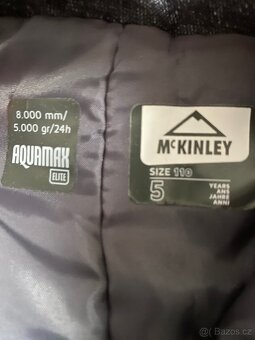 8.000 mm/
5.000 gr/24h
AQUAMAX
ELITE
McKINLEY
SIZE 110
5
YEARS
ANS
JAHRE
ANNI
© bazos.cz